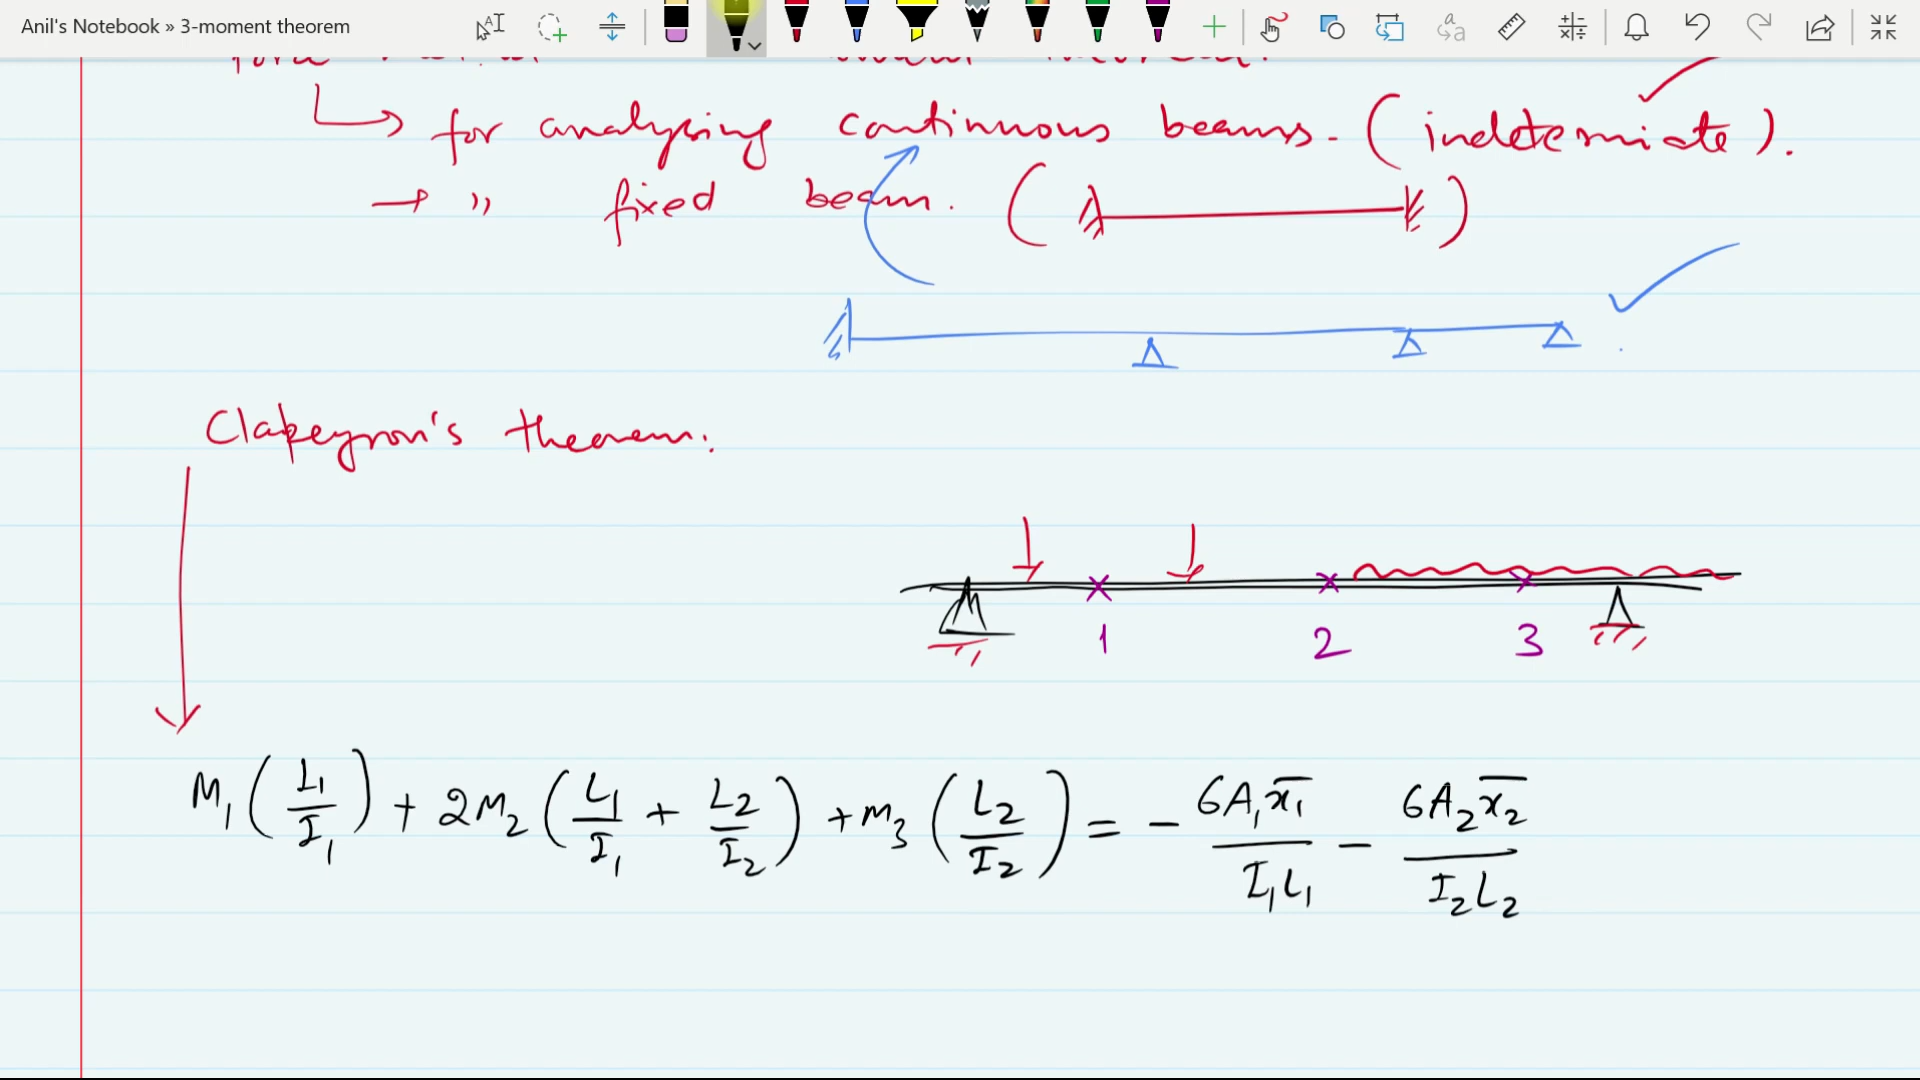 Anil's Notebook » 3-moment theorem
for analysing continuous beams. (indeterminate).
→ " fixed beam. ( )
Clapeyron's theorem.
1 2 3
M₁ (L₁/I₁) + 2M₂ (L₁/I₁ + L₂/I₂) + M₃ (L₂/I₂) = - 6A₁x̄₁/I₁L₁ - 6A₂x̄₂/I₂L₂